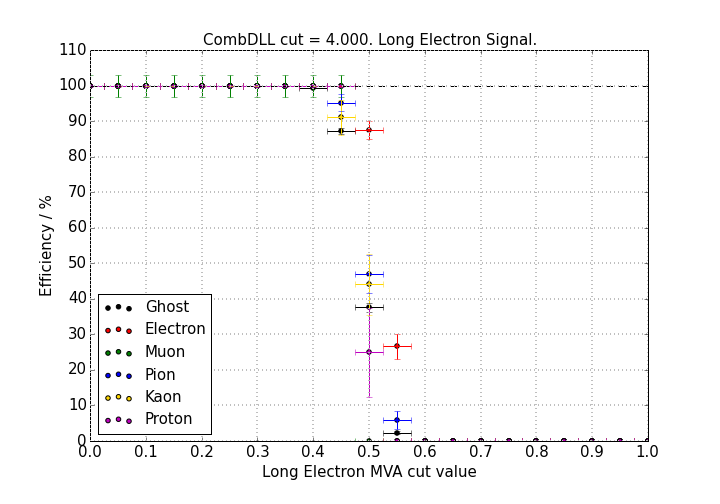 CombDLL cut = 4.000. Long Electron Signal.
110
100
90
80
70
60
50
40
30
20
10
0
Efficiency / %
Ghost
Electron
Muon
Pion
Kaon
Proton
0.0 0.1 0.2 0.3 0.4 0.5 0.6 0.7 0.8 0.9 1.0
Long Electron MVA cut value